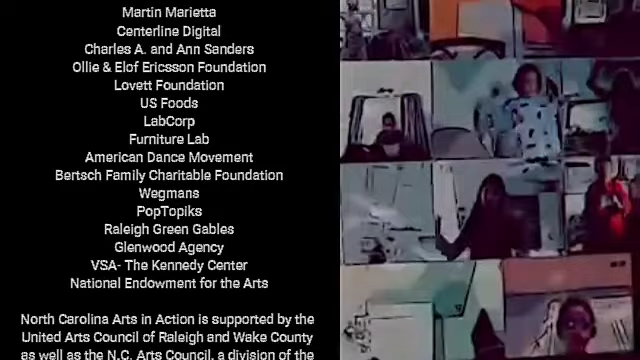 Martin Marietta
Centerline Digital
Charles A. and Ann Sanders
Ollie & Elof Ericsson Foundation
Lovett Foundation
US Foods
LabCorp
Furniture Lab
American Dance Movement
Bertsch Family Charitable Foundation
Wegmans
PopTopiks
Raleigh Green Gables
Glenwood Agency
VSA- The Kennedy Center
National Endowment for the Arts
North Carolina Arts in Action is supported by the
United Arts Council of Raleigh and Wake County
as well as the N.C. Arts Council, a division of the